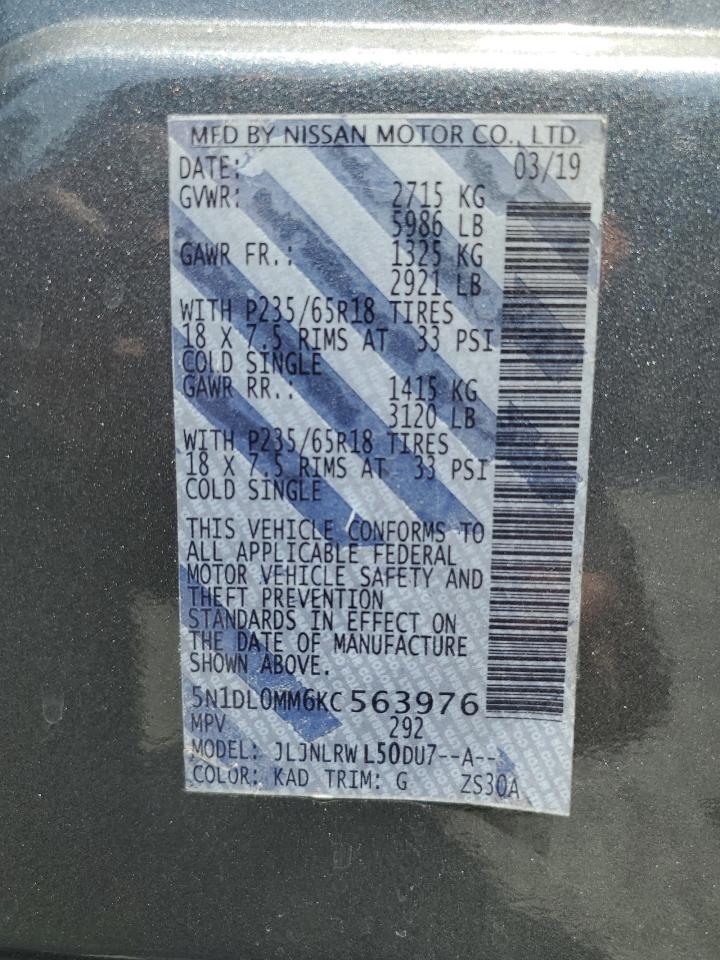 MFD BY NISSAN MOTOR CO., LTD.
DATE: 03/19
GVWR: 2715 KG
5986 LB
GAWR FR.: 1325 KG
2921 LB
WITH P235/65R18 TIRES
18 X 7.5 RIMS AT 33 PSI
COLD SINGLE
GAWR RR.: 1415 KG
3120 LB
WITH P235/65R18 TIRES
18 X 7.5 RIMS AT 33 PSI
COLD SINGLE
THIS VEHICLE CONFORMS TO
ALL APPLICABLE FEDERAL
MOTOR VEHICLE SAFETY AND
THEFT PREVENTION
STANDARDS IN EFFECT ON
THE DATE OF MANUFACTURE
SHOWN ABOVE.
5N1DL0MM6KC563976
MPV 292
MODEL: JLJNLRWL50DU7--A--
COLOR: KAD TRIM: G ZS30A